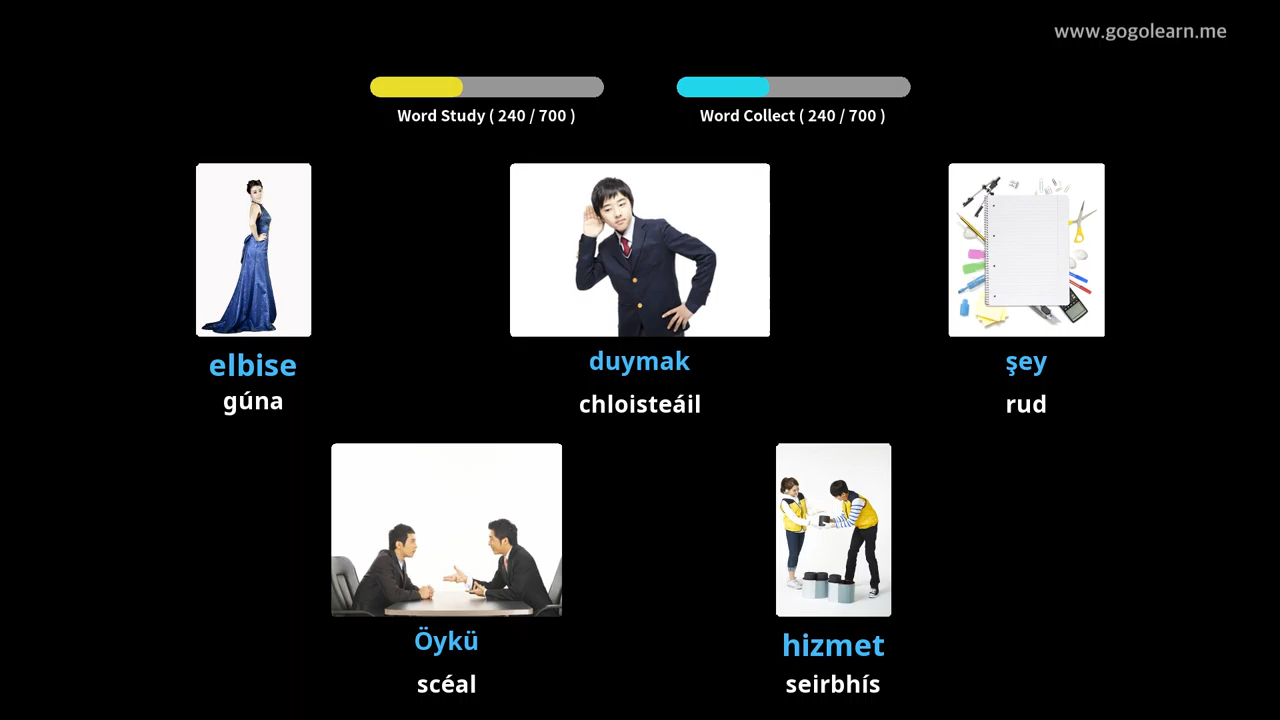 www.gogolearn.me
Word Study ( 240 / 700 )
Word Collect ( 240 / 700 )
elbise
gúna
duymak
chloisteáil
şey
rud
Öykü
scéal
hizmet
seirbhís